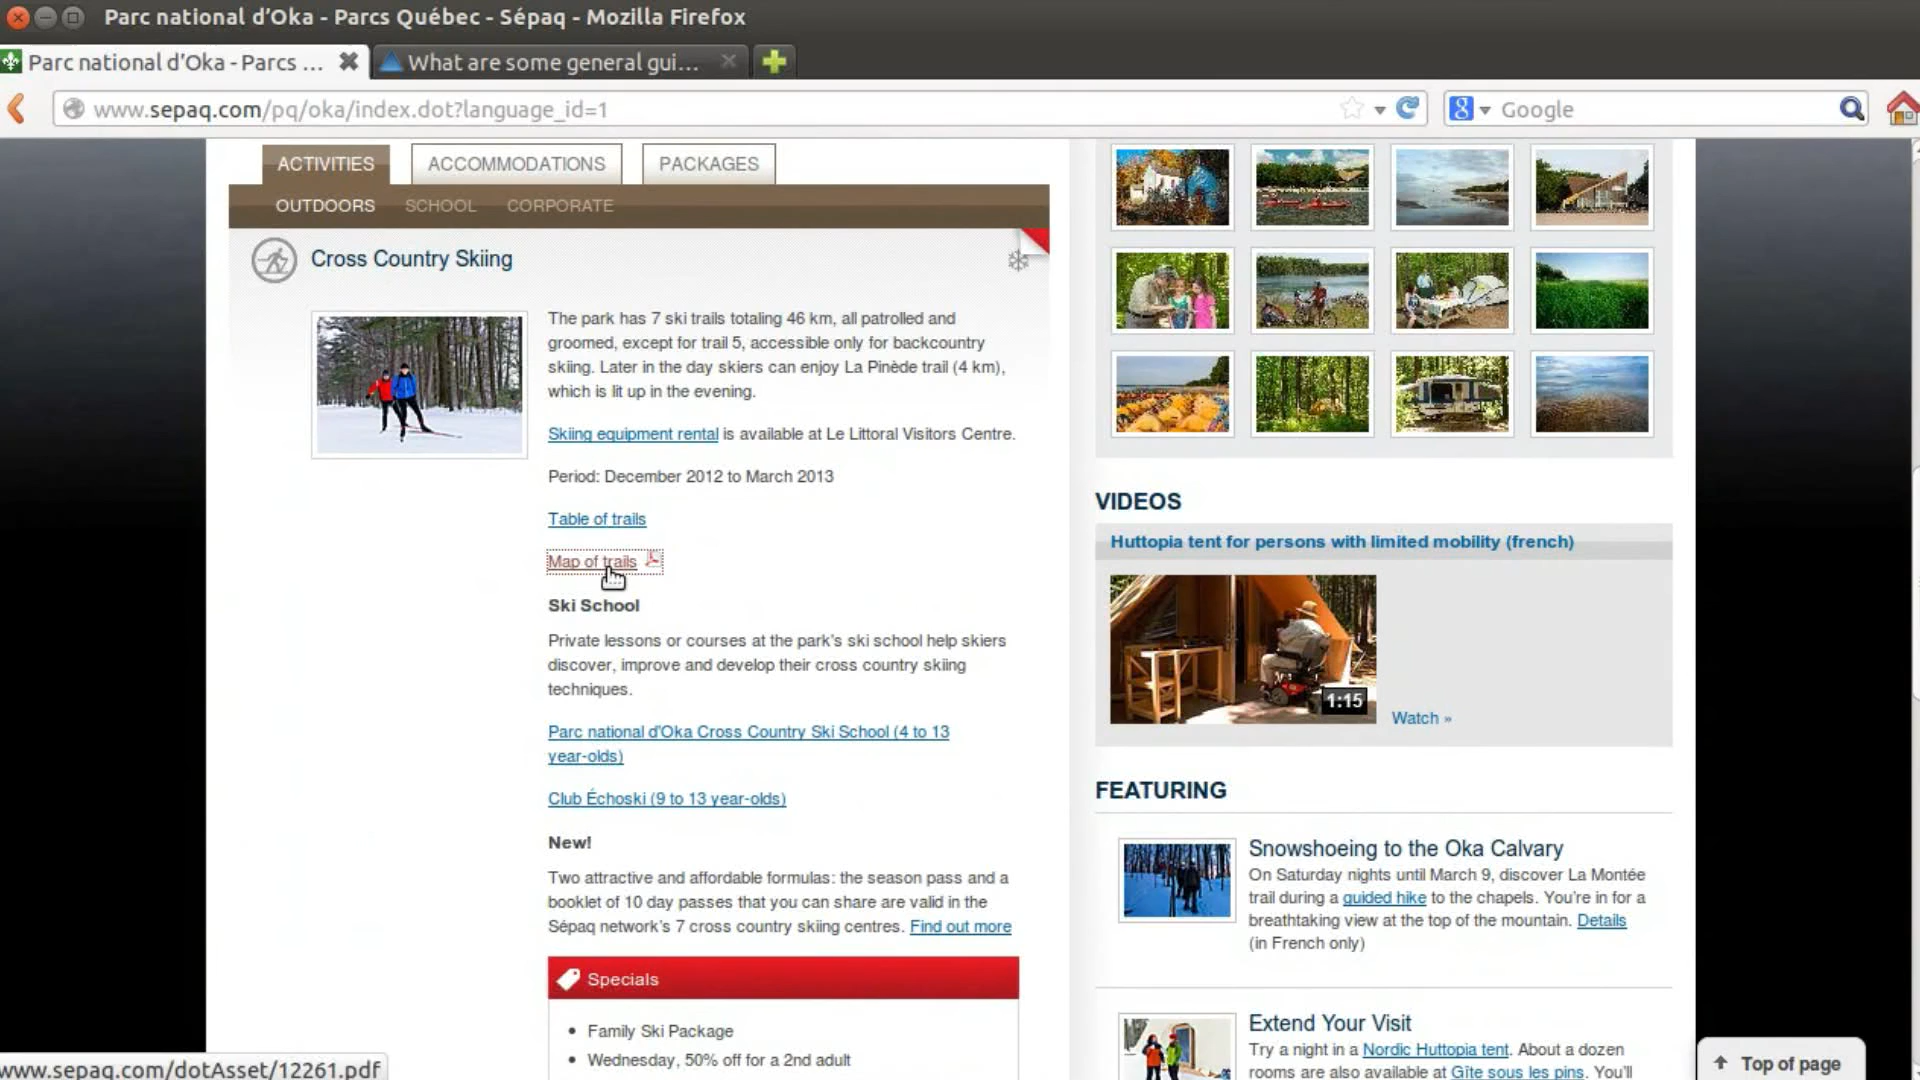 Parc national d'Oka - Parcs Québec - Sépaq - Mozilla Firefox
Parc national d'Oka - Parcs ...
What are some general gui...
www.sepaq.com/pq/oka/index.dot?language_id=1
Google
ACTIVITIES
ACCOMMODATIONS
PACKAGES
OUTDOORS
SCHOOL
CORPORATE
Cross Country Skiing
The park has 7 ski trails totaling 46 km, all patrolled and
groomed, except for trail 5, accessible only for backcountry
skiing. Later in the day skiers can enjoy La Pinède trail (4 km),
which is lit up in the evening.
Skiing equipment rental is available at Le Littoral Visitors Centre.
Period: December 2012 to March 2013
Table of trails
Map of trails
Ski School
Private lessons or courses at the park's ski school help skiers
discover, improve and develop their cross country skiing
techniques.
Parc national d'Oka Cross Country Ski School (4 to 13
year-olds)
Club Échoski (9 to 13 year-olds)
New!
Two attractive and affordable formulas: the season pass and a
booklet of 10 day passes that you can share are valid in the
Sépaq network's 7 cross country skiing centres. Find out more
Specials
• Family Ski Package
• Wednesday, 50% off for a 2nd adult
www.sepaq.com/dotAsset/12261.pdf
VIDEOS
Huttopia tent for persons with limited mobility (french)
1:15
Watch »
FEATURING
Snowshoeing to the Oka Calvary
On Saturday nights until March 9, discover La Montée
trail during a guided hike to the chapels. You're in for a
breathtaking view at the top of the mountain. Details
(in French only)
Extend Your Visit
Try a night in a Nordic Huttopia tent. About a dozen
rooms are also available at Gîte sous les pins. You'll
Top of page